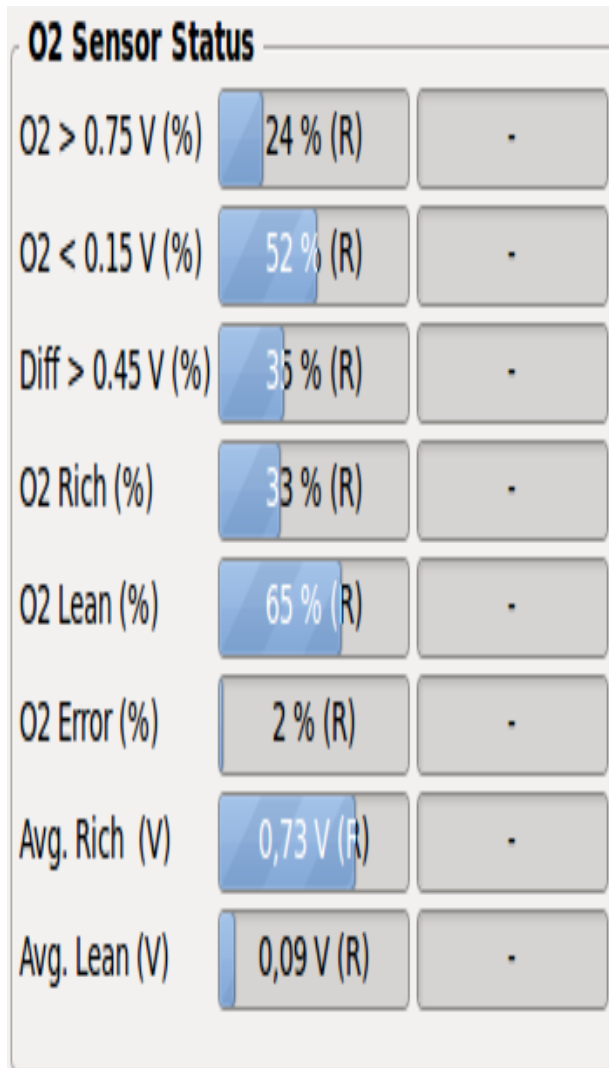 O2 Sensor Status
O2 > 0.75 V (%) 24 % (R) -
O2 < 0.15 V (%) 52 % (R) -
Diff > 0.45 V (%) 35 % (R) -
O2 Rich (%) 33 % (R) -
O2 Lean (%) 65 % (R) -
O2 Error (%) 2 % (R) -
Avg. Rich (V) 0,73 V (R) -
Avg. Lean (V) 0,09 V (R) -